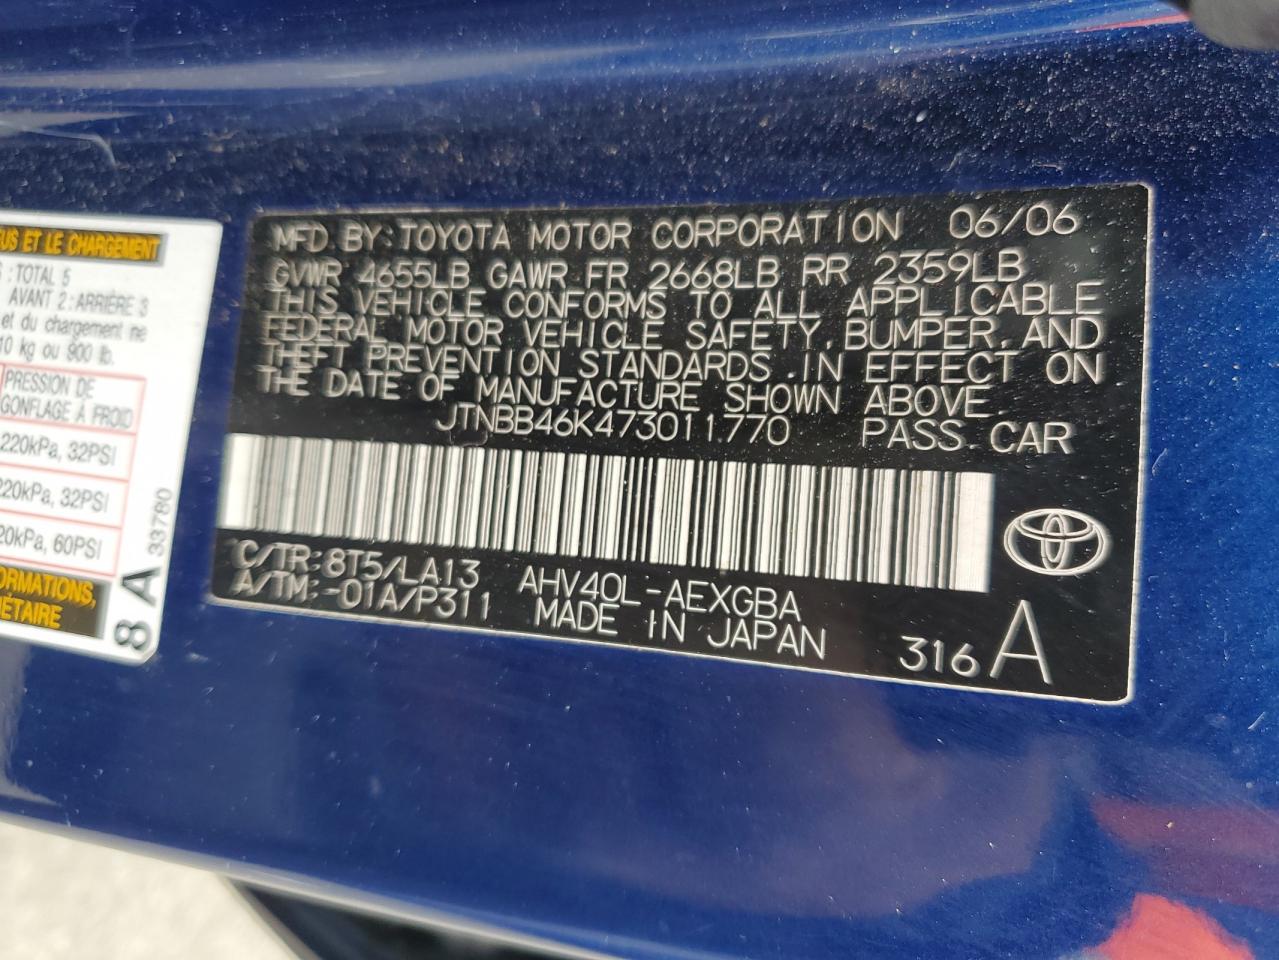 US ET LE CHARGEMENT
: TOTAL 5
AVANT 2 : ARRIÈRE 3
et du chargement ne
10 kg ou 900 lb.
PRESSION DE
GONFLAGE À FROID
220kPa, 32PSI
220kPa, 32PSI
20kPa, 60PSI
FORMATIONS,
ÉTAIRE
8 A 33780
MFD BY: TOYOTA MOTOR CORPORATION 06/06
GVWR 4655LB GAWR FR 2668LB RR 2359LB
THIS VEHICLE CONFORMS TO ALL APPLICABLE
FEDERAL MOTOR VEHICLE SAFETY, BUMPER, AND
THEFT PREVENTION STANDARDS IN EFFECT ON
THE DATE OF MANUFACTURE SHOWN ABOVE.
JTNBB46K473011770 PASS. CAR
C/TR: 8T5/LA13 AHV40L-AEXGBA
A/TM: -01A/P311 MADE IN JAPAN
316 A